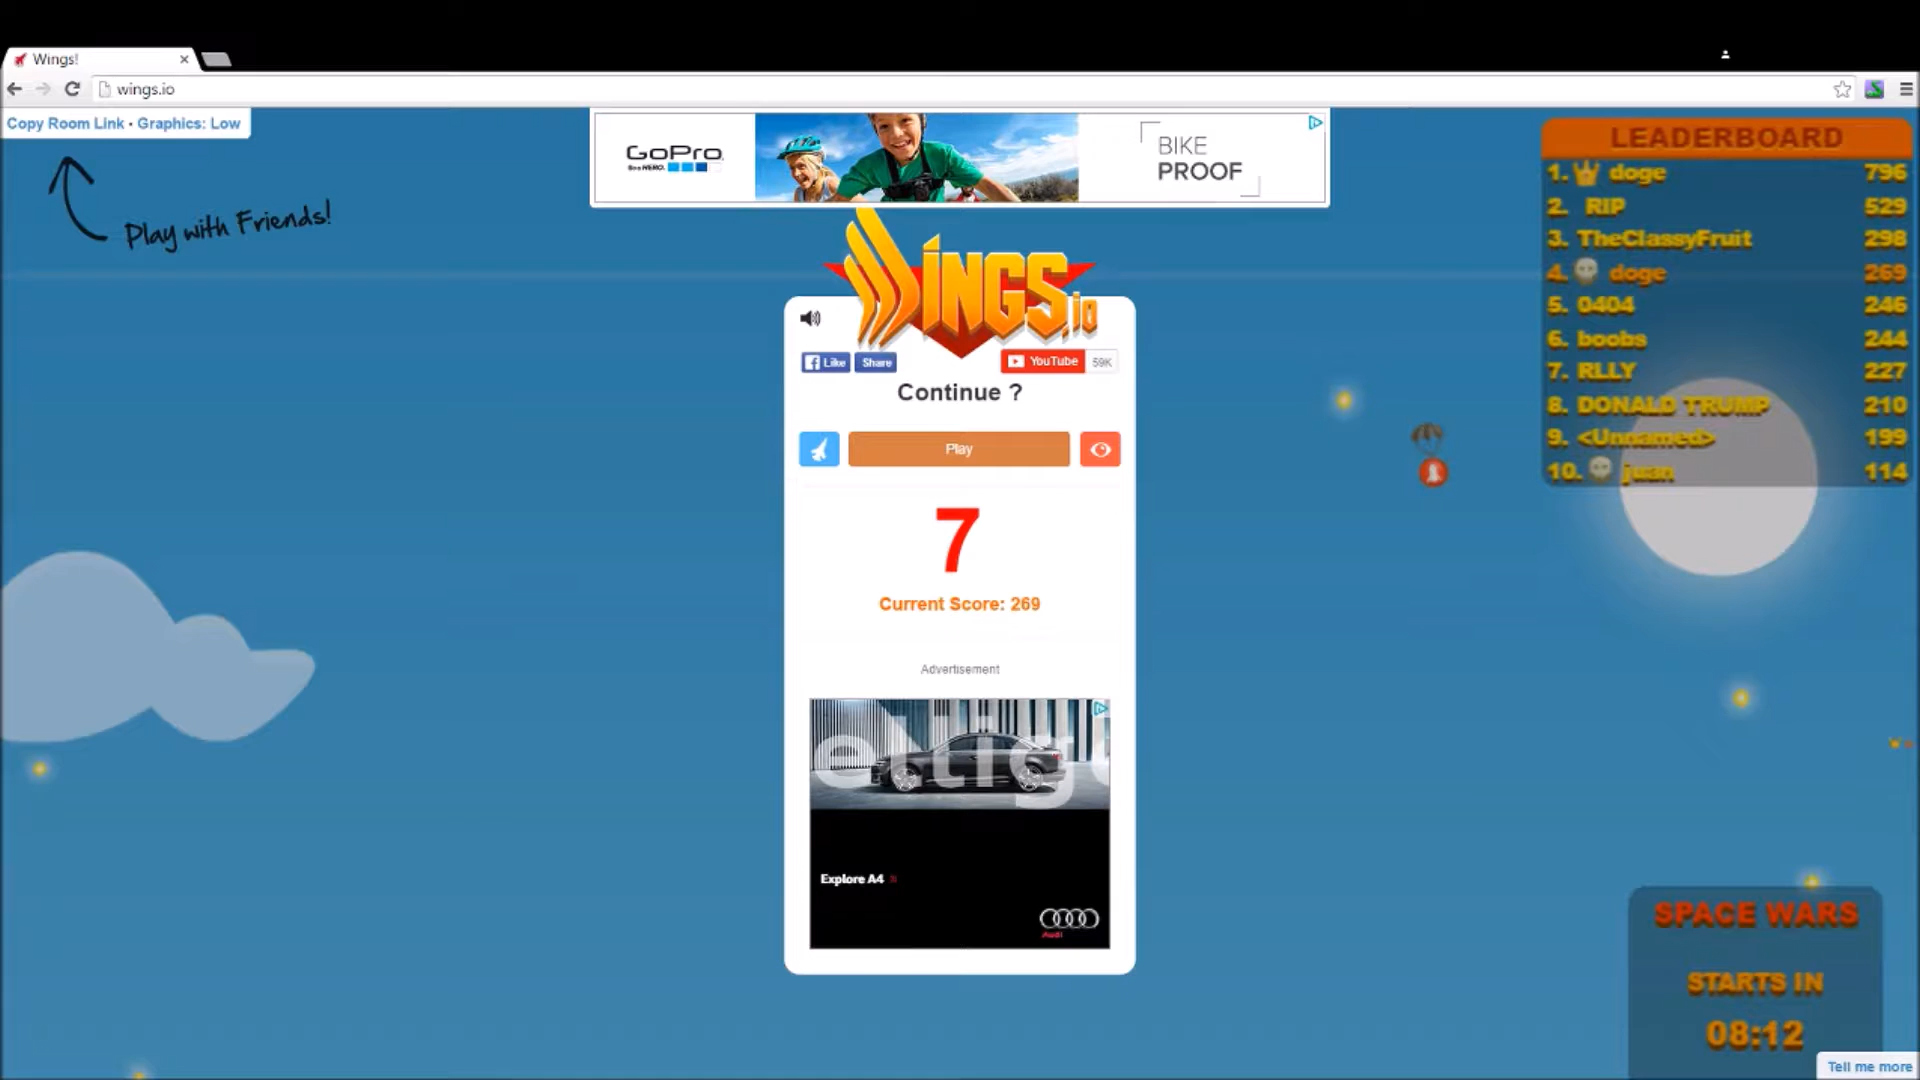 Wings!
wings.io
Copy Room Link • Graphics: Low
Play with Friends!
GoPro
Be a HERO.
BIKE
PROOF
WINGS.io
Like
Share
YouTube
59K
Continue ?
Play
7
Current Score: 269
Advertisement
Explore A4
Audi
LEADERBOARD
1. doge 796
2. RIP 529
3. TheClassyFruit 298
4. doge 269
5. 0404 246
6. boobs 244
7. RLLY 227
8. DONALD TRUMP 210
9. <Unnamed> 199
10. juan 114
SPACE WARS
STARTS IN
08:12
Tell me more